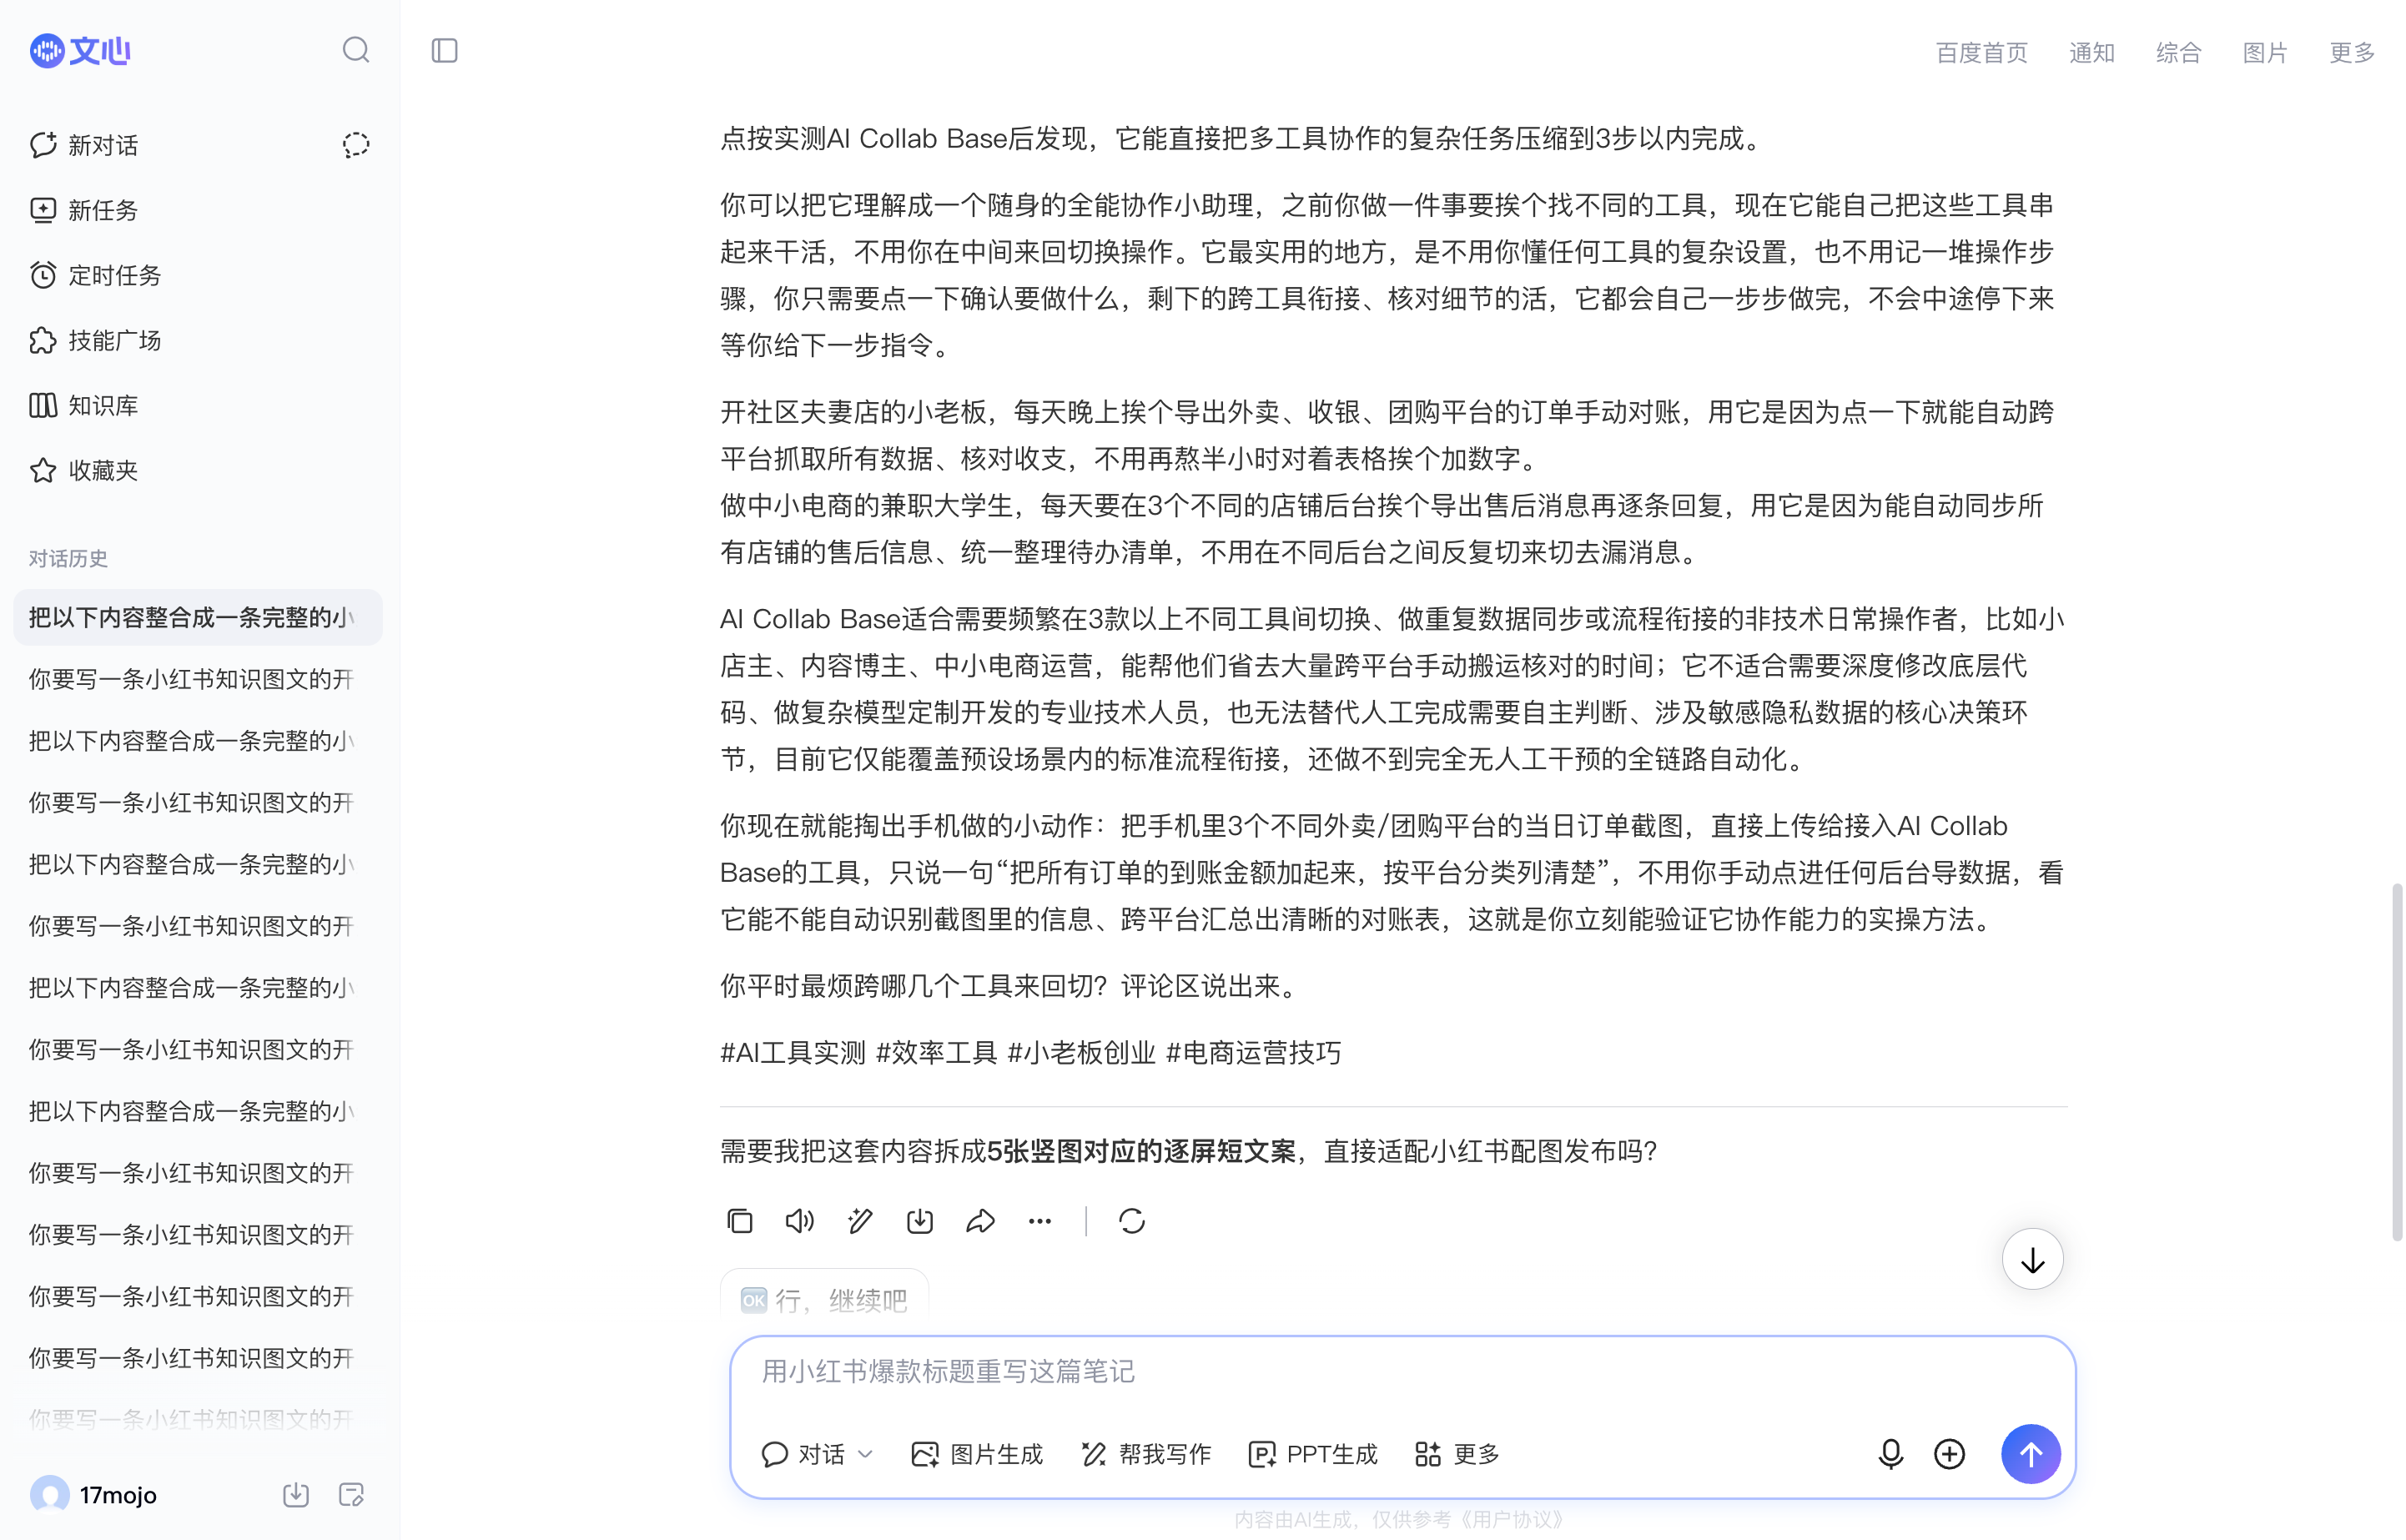 文心
新对话
新任务
定时任务
技能广场
知识库
收藏夹
对话历史
把以下内容整合成一条完整的小
你要写一条小红书知识图文的开
把以下内容整合成一条完整的小
你要写一条小红书知识图文的开
把以下内容整合成一条完整的小
你要写一条小红书知识图文的开
把以下内容整合成一条完整的小
你要写一条小红书知识图文的开
把以下内容整合成一条完整的小
你要写一条小红书知识图文的开
你要写一条小红书知识图文的开
你要写一条小红书知识图文的开
你要写一条小红书知识图文的开
你要写一条小红书知识图文的开
17mojo
百度首页 通知 综合 图片 更多
点按实测AI Collab Base后发现，它能直接把多工具协作的复杂任务压缩到3步以内完成。
你可以把它理解成一个随身的全能协作小助理，之前你做一件事要挨个找不同的工具，现在它能自己把这些工具串
起来干活，不用你在中间来回切换操作。它最实用的地方，是不用你懂任何工具的复杂设置，也不用记一堆操作步
骤，你只需要点一下确认要做什么，剩下的跨工具衔接、核对细节的活，它都会自己一步步做完，不会中途停下来
等你给下一步指令。
开社区夫妻店的小老板，每天晚上挨个导出外卖、收银、团购平台的订单手动对账，用它是因为点一下就能自动跨
平台抓取所有数据、核对收支，不用再熬半小时对着表格挨个加数字。
做中小电商的兼职大学生，每天要在3个不同的店铺后台挨个导出售后消息再逐条回复，用它是因为能自动同步所
有店铺的售后信息、统一整理待办清单，不用在不同后台之间反复切来切去漏消息。
AI Collab Base适合需要频繁在3款以上不同工具间切换、做重复数据同步或流程衔接的非技术日常操作者，比如小
店主、内容博主、中小电商运营，能帮他们省去大量跨平台手动搬运核对的时间；它不适合需要深度修改底层代
码、做复杂模型定制开发的专业技术人员，也无法替代人工完成需要自主判断、涉及敏感隐私数据的核心决策环
节，目前它仅能覆盖预设场景内的标准流程衔接，还做不到完全无人工干预的全链路自动化。
你现在就能掏出手机做的小动作：把手机里3个不同外卖/团购平台的当日订单截图，直接上传给接入AI Collab
Base的工具，只说一句“把所有订单的到账金额加起来，按平台分类列清楚”，不用你手动点进任何后台导数据，看
它能不能自动识别截图里的信息、跨平台汇总出清晰的对账表，这就是你立刻能验证它协作能力的实操方法。
你平时最烦跨哪几个工具来回切？评论区说出来。
#AI工具实测 #效率工具 #小老板创业 #电商运营技巧
需要我把这套内容拆成5张竖图对应的逐屏短文案，直接适配小红书配图发布吗？
OK 行，继续吧
用小红书爆款标题重写这篇笔记
对话 图片生成 帮我写作 PPT生成 更多
内容由AI生成，仅供参考《用户协议》